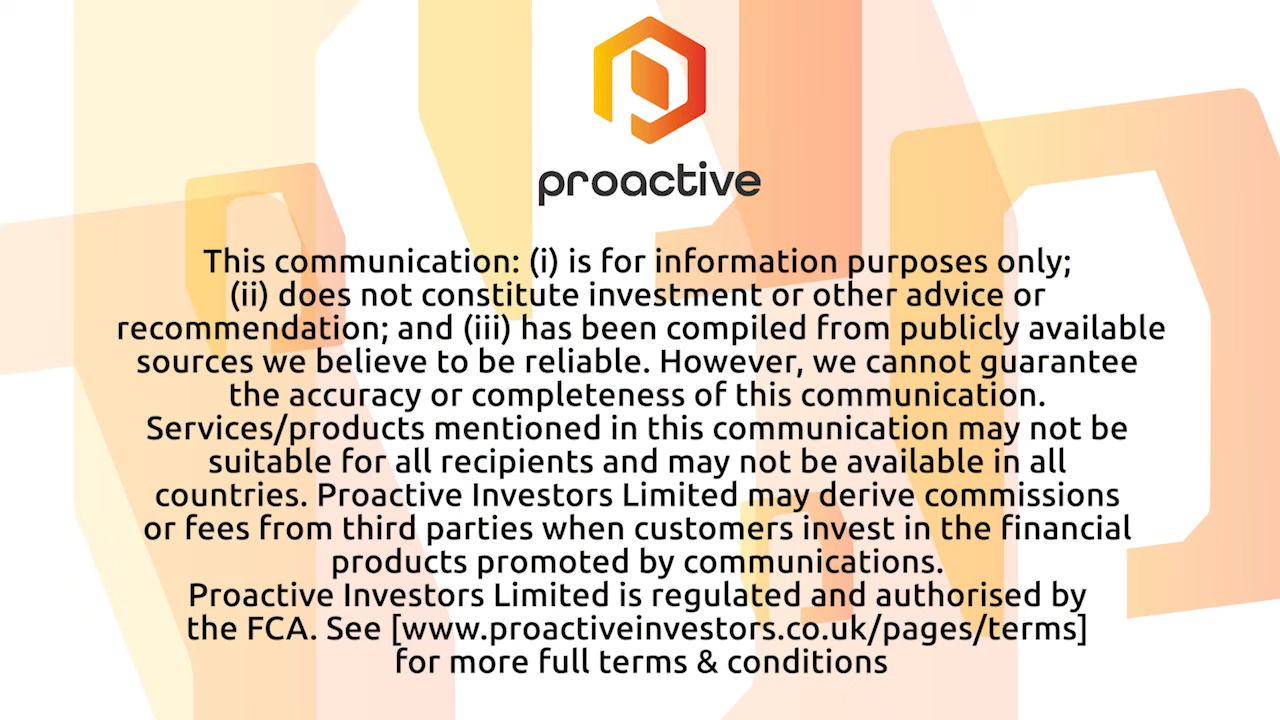 proactive
This communication: (i) is for information purposes only;
(ii) does not constitute investment or other advice or
recommendation; and (iii) has been compiled from publicly available
sources we believe to be reliable. However, we cannot guarantee
the accuracy or completeness of this communication.
Services/products mentioned in this communication may not be
suitable for all recipients and may not be available in all
countries. Proactive Investors Limited may derive commissions
or fees from third parties when customers invest in the financial
products promoted by communications.
Proactive Investors Limited is regulated and authorised by
the FCA. See [www.proactiveinvestors.co.uk/pages/terms]
for more full terms & conditions